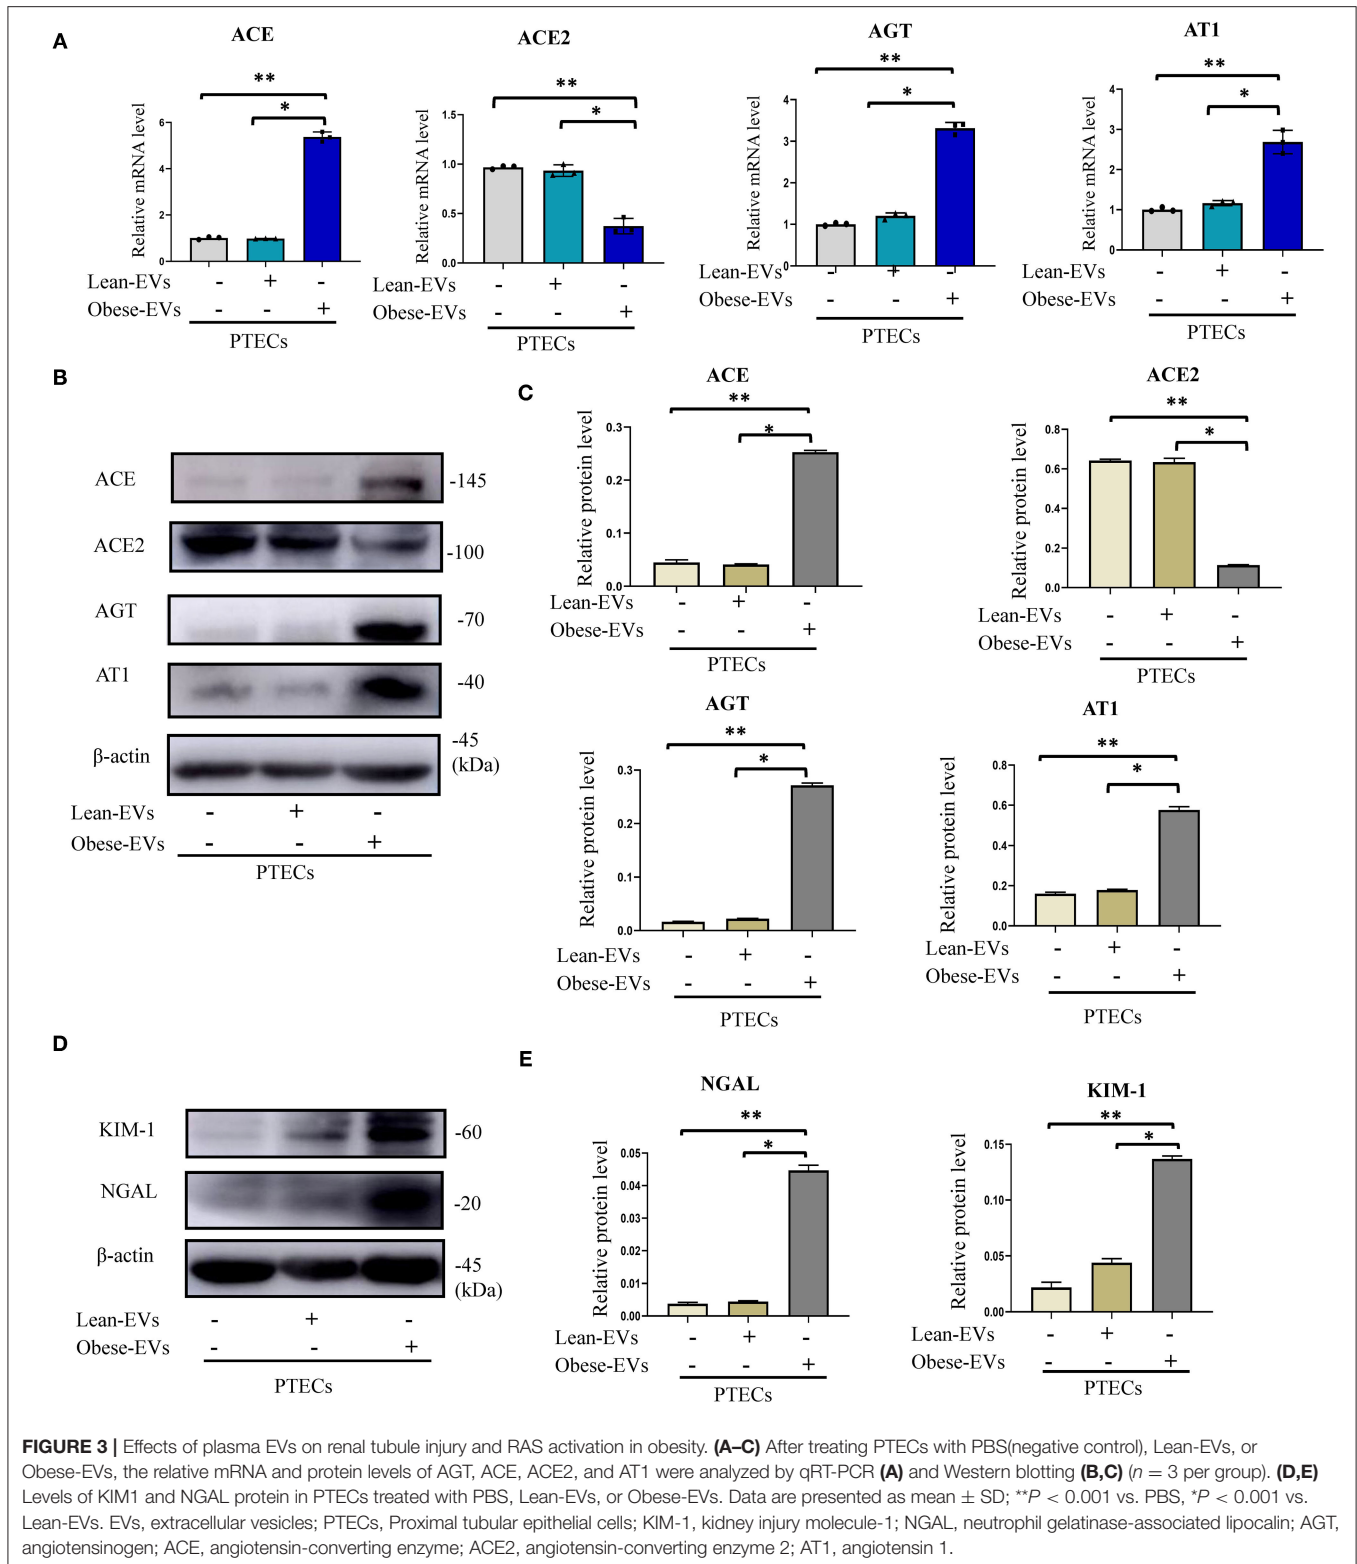 A
ACE
**
*
Relative mRNA level
6
4
2
0
Lean-EVs - + -
Obese-EVs - - +
PTECs
ACE2
**
*
Relative mRNA level
1.5
1.0
0.5
0.0
Lean-EVs - + -
Obese-EVs - - +
PTECs
AGT
**
*
Relative mRNA level
4
3
2
1
0
Lean-EVs - + -
Obese-EVs - - +
PTECs
AT1
**
*
Relative mRNA level
4
3
2
1
0
Lean-EVs - + -
Obese-EVs - - +
PTECs
B
ACE -145
ACE2 -100
AGT -70
AT1 -40
β-actin -45
(kDa)
Lean-EVs - + -
Obese-EVs - - +
PTECs
C
ACE
**
*
Relative protein level
0.3
0.2
0.1
0.0
Lean-EVs - + -
Obese-EVs - - +
PTECs
ACE2
**
*
Relative protein level
0.8
0.6
0.4
0.2
0.0
Lean-EVs - + -
Obese-EVs - - +
PTECs
AGT
**
*
Relative protein level
0.3
0.2
0.1
0.0
Lean-EVs - + -
Obese-EVs - - +
PTECs
AT1
**
*
Relative protein level
0.8
0.6
0.4
0.2
0.0
Lean-EVs - + -
Obese-EVs - - +
PTECs
D
KIM-1 -60
NGAL -20
β-actin -45
(kDa)
Lean-EVs - + -
Obese-EVs - - +
PTECs
E
NGAL
**
*
Relative protein level
0.05
0.04
0.03
0.02
0.01
0.00
Lean-EVs - + -
Obese-EVs - - +
PTECs
KIM-1
**
*
Relative protein level
0.15
0.10
0.05
0.00
Lean-EVs - + -
Obese-EVs - - +
PTECs
FIGURE 3 | Effects of plasma EVs on renal tubule injury and RAS activation in obesity. (A–C) After treating PTECs with PBS(negative control), Lean-EVs, or
Obese-EVs, the relative mRNA and protein levels of AGT, ACE, ACE2, and AT1 were analyzed by qRT-PCR (A) and Western blotting (B,C) (n = 3 per group). (D,E)
Levels of KIM1 and NGAL protein in PTECs treated with PBS, Lean-EVs, or Obese-EVs. Data are presented as mean ± SD; **P < 0.001 vs. PBS, *P < 0.001 vs.
Lean-EVs. EVs, extracellular vesicles; PTECs, Proximal tubular epithelial cells; KIM-1, kidney injury molecule-1; NGAL, neutrophil gelatinase-associated lipocalin; AGT,
angiotensinogen; ACE, angiotensin-converting enzyme; ACE2, angiotensin-converting enzyme 2; AT1, angiotensin 1.